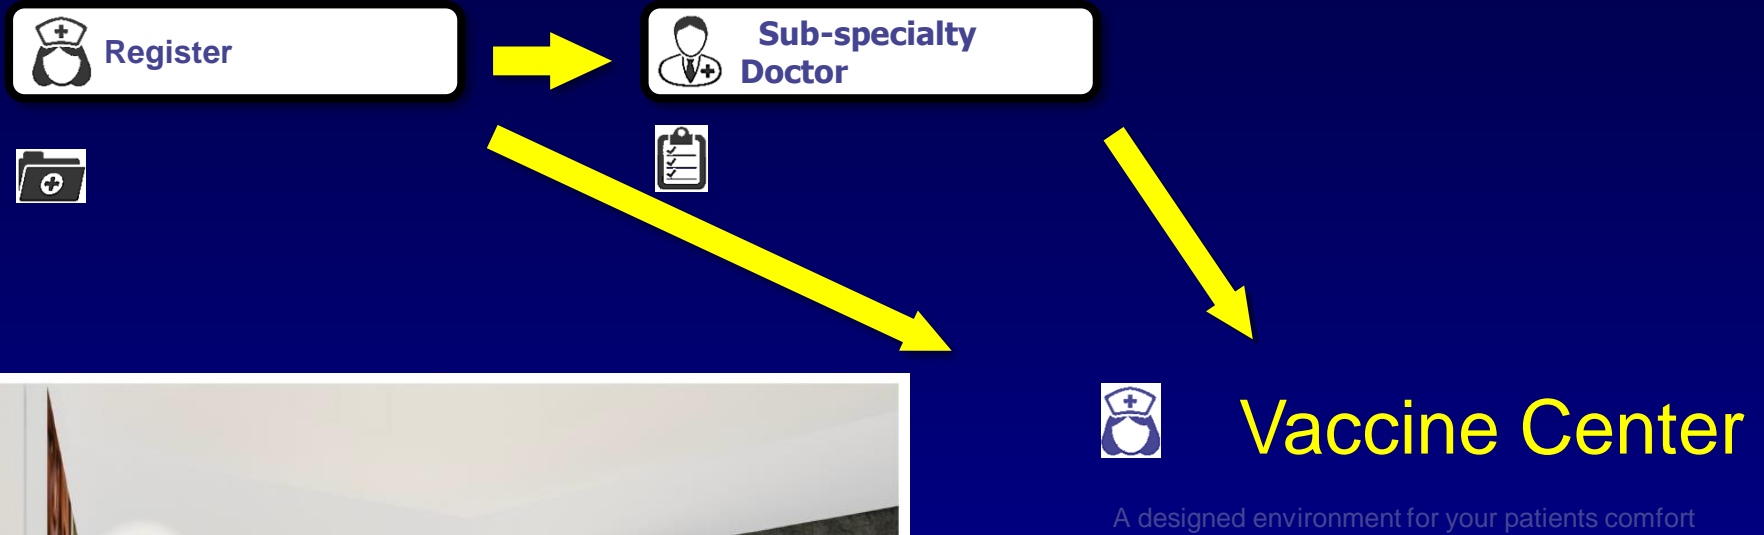 Register
Sub-specialty
Doctor
Vaccine Center
A designed environment for your patients comfort